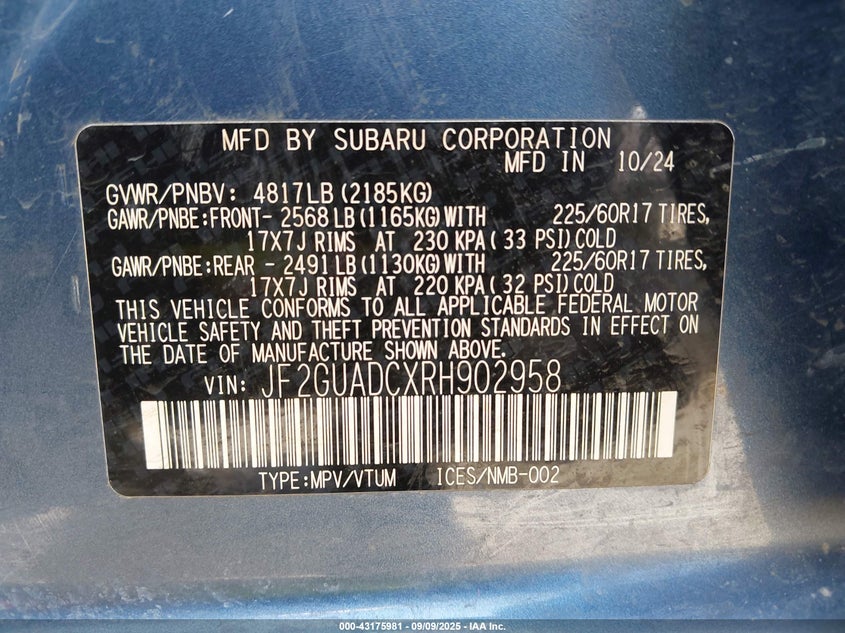 MFD BY SUBARU CORPORATION
MFD IN 10/24
GVWR/PNBV: 4817LB (2185KG)
GAWR/PNBE:FRONT- 2568LB (1165KG) WITH 225/60R17 TIRES,
17X7J RIMS AT 230 KPA ( 33 PSI) COLD
GAWR/PNBE:REAR - 2491LB (1130KG) WITH 225/60R17 TIRES,
17X7J RIMS AT 220 KPA ( 32 PSI) COLD
THIS VEHICLE CONFORMS TO ALL APPLICABLE FEDERAL MOTOR
VEHICLE SAFETY AND THEFT PREVENTION STANDARDS IN EFFECT ON
THE DATE OF MANUFACTURE SHOWN ABOVE.
VIN: JF2GUADCXRH902958
TYPE:MPV/VTUM ICES/NMB-002
000-43175981 - 09/09/2025 - IAA Inc.